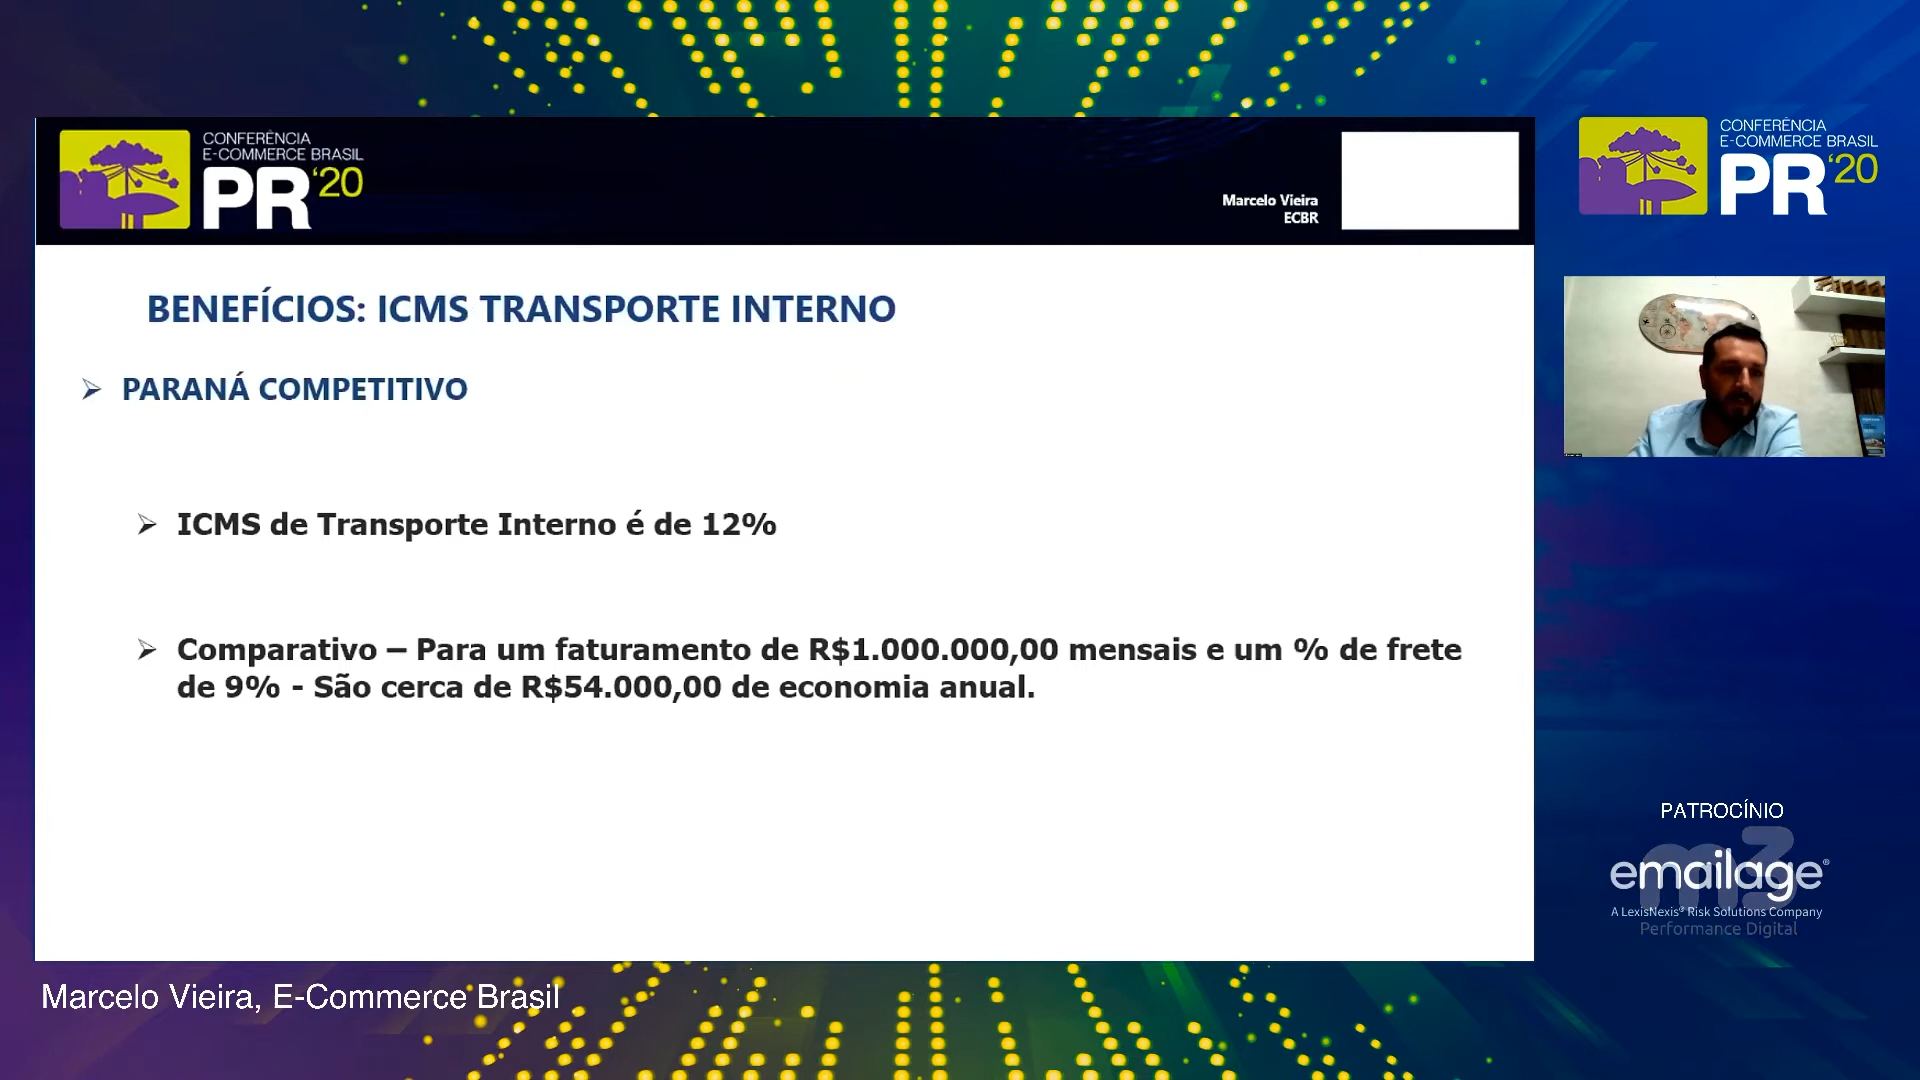 CONFERÊNCIA
E-COMMERCE BRASIL
PR'20
Marcelo Vieira
ECBR
CONFERÊNCIA
E-COMMERCE BRASIL
PR'20
BENEFÍCIOS: ICMS TRANSPORTE INTERNO
PARANÁ COMPETITIVO
ICMS de Transporte Interno é de 12%
Comparativo – Para um faturamento de R$1.000.000,00 mensais e um % de frete
de 9% - São cerca de R$54.000,00 de economia anual.
PATROCÍNIO
m3
emailage®
A LexisNexis® Risk Solutions Company
Performance Digital
Marcelo Vieira, E-Commerce Brasil